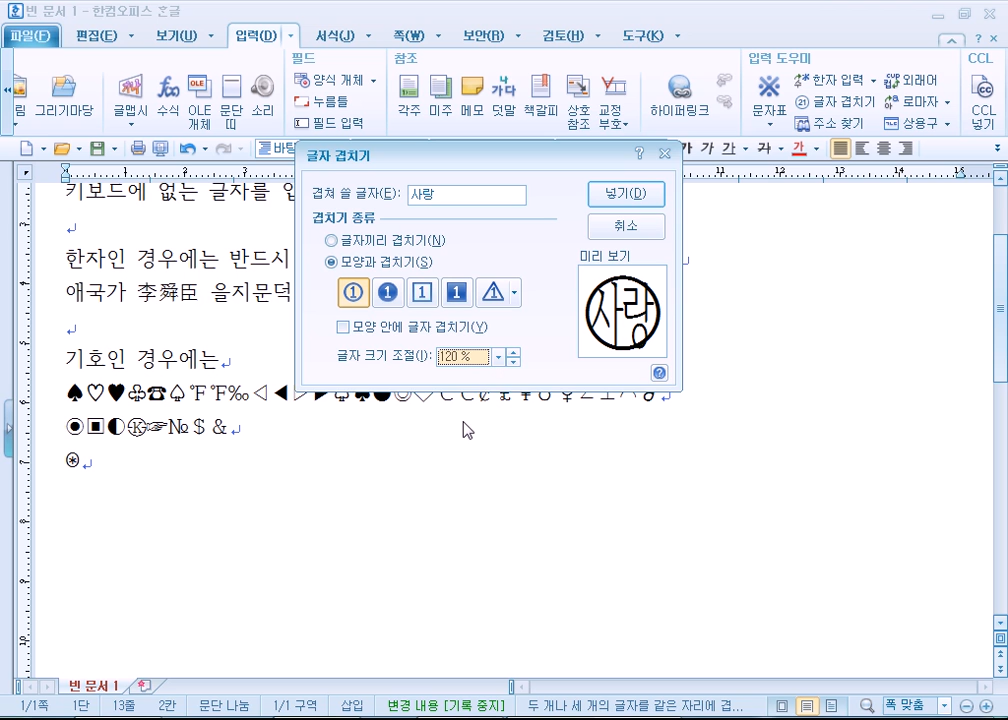 빈 문서 1 - 한컴오피스 흔글
파일(F) 편집(E) 보기(U) 입력(D) 서식(J) 쪽(W) 보안(R) 검토(H) 도구(K)
필드 참조 입력 도우미 CCL
림 그리기마당 글맵시 수식 OLE 개체 문단 띠 소리
양식 개체
누름틀
필드 입력
각주 미주 메모 덧말 책갈피 상호 참조 교정 부호 하이퍼링크 문자표
한자 입력 외래어
글자 겹치기 로마자
주소 찾기 상용구
CCL 넣기
바탕
글자 겹치기
겹쳐 쓸 글자(E): 사랑 넣기(D)
겹치기 종류 취소
글자끼리 겹치기(N)
모양과 겹치기(S) 미리 보기
사랑
모양 안에 글자 겹치기(Y)
글자 크기 조절(I): 120 %
키보드에 없는 글자를 입
한자인 경우에는 반드시
애국가 李舜臣 을지문덕
기호인 경우에는
♠♡♥♧☎♤℉℉‰◁◀
◉▣◐㉿☞№＄＆
⊛
빈 문서 1
1/1쪽 1단 13줄 2칸 문단 나눔 1/1 구역 삽입 변경 내용 [기록 중지] 두 개나 세 개의 글자를 같은 자리에 겹... 폭 맞춤